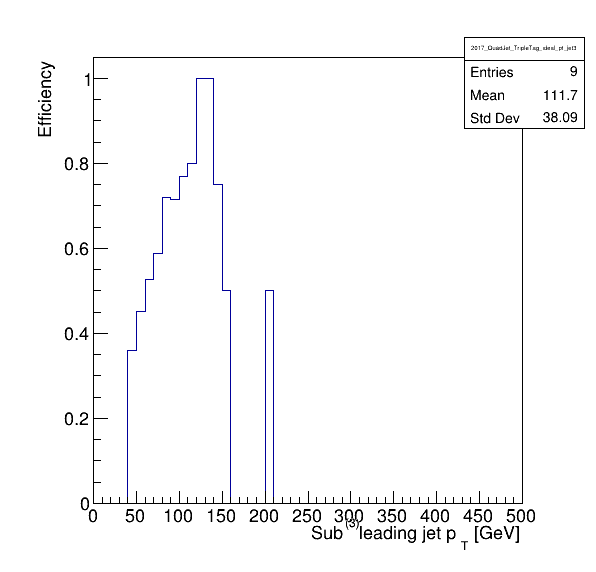 2017_QuadJet_TripleTag_ideal_pt_jet3
Entries 9
Mean 111.7
Std Dev 38.09
Efficiency
1
0.8
0.6
0.4
0.2
0
0 50 100 150 200 250 300 350 400 450 500
Sub(3)leading jet p T [GeV]